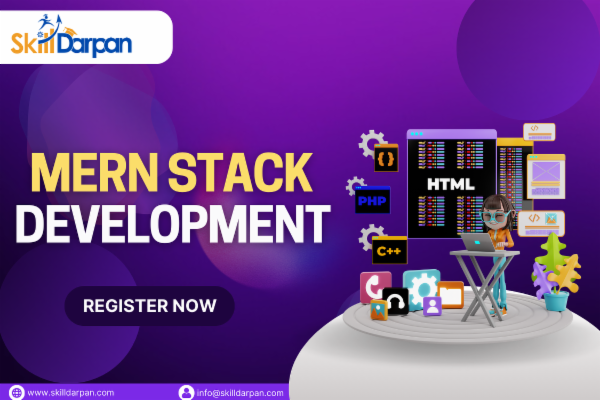 SkillDarpan
MERN STACK
DEVELOPMENT
REGISTER NOW
{}
HTML
PHP
C++
</>
</>
www.skilldarpan.com
info@skilldarpan.com